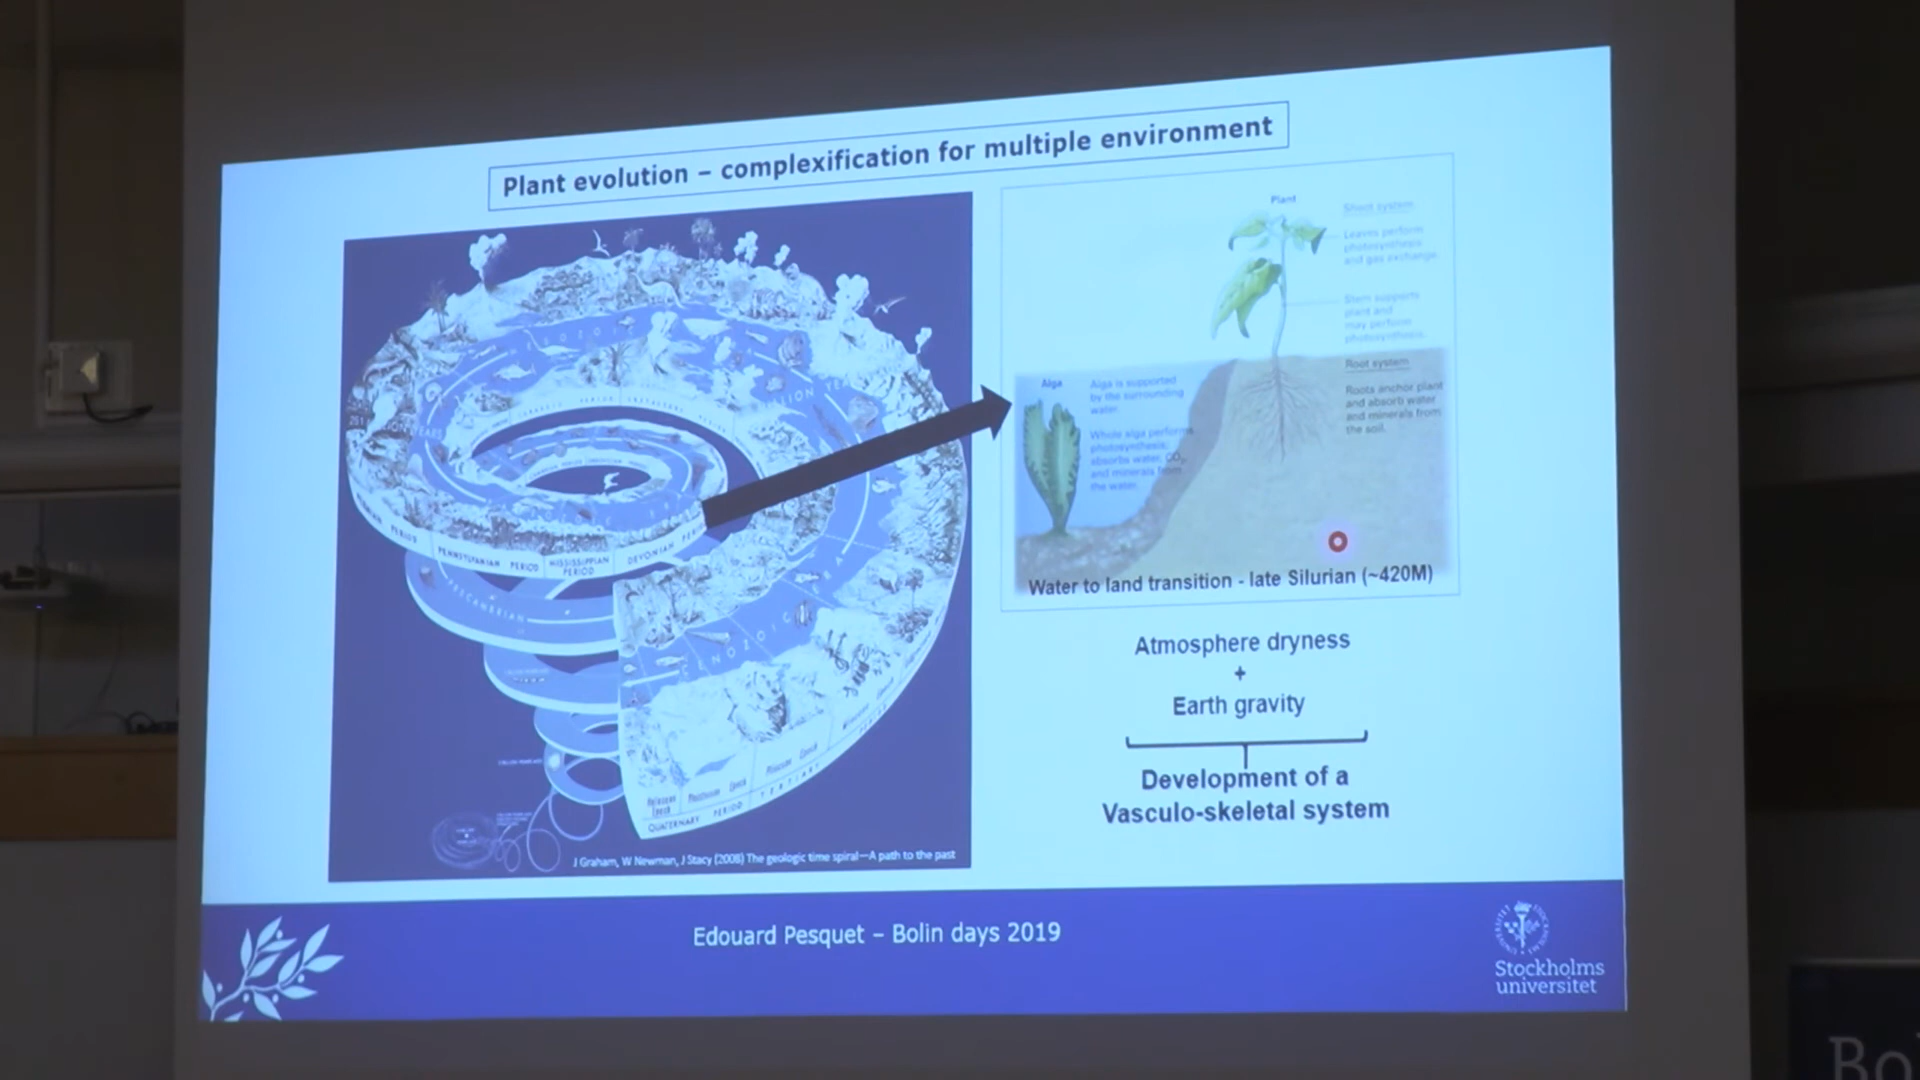 Plant evolution – complexification for multiple environment
Plant
Shoot system
Leaves perform
photosynthesis
and gas exchange.
Stem supports
plant and
may perform
photosynthesis.
Root system
Roots anchor plant
and absorb water
and minerals from
the soil.
Alga
Alga is supported
by the surrounding
water.
Whole alga performs
photosynthesis;
absorbs water, CO₂,
and minerals from
the water.
Water to land transition - late Silurian (~420M)
Atmosphere dryness
+
Earth gravity
Development of a
Vasculo-skeletal system
PENNSYLVANIAN PERIOD
MISSISSIPPIAN
PERIOD
DEVONIAN
PRECAMBRIAN
CENOZOIC
QUATERNARY PERIOD
TERTIARY
J Graham, W Newman, J Stacy (2008) The geologic time spiral—A path to the past
Edouard Pesquet – Bolin days 2019
Stockholms
universitet